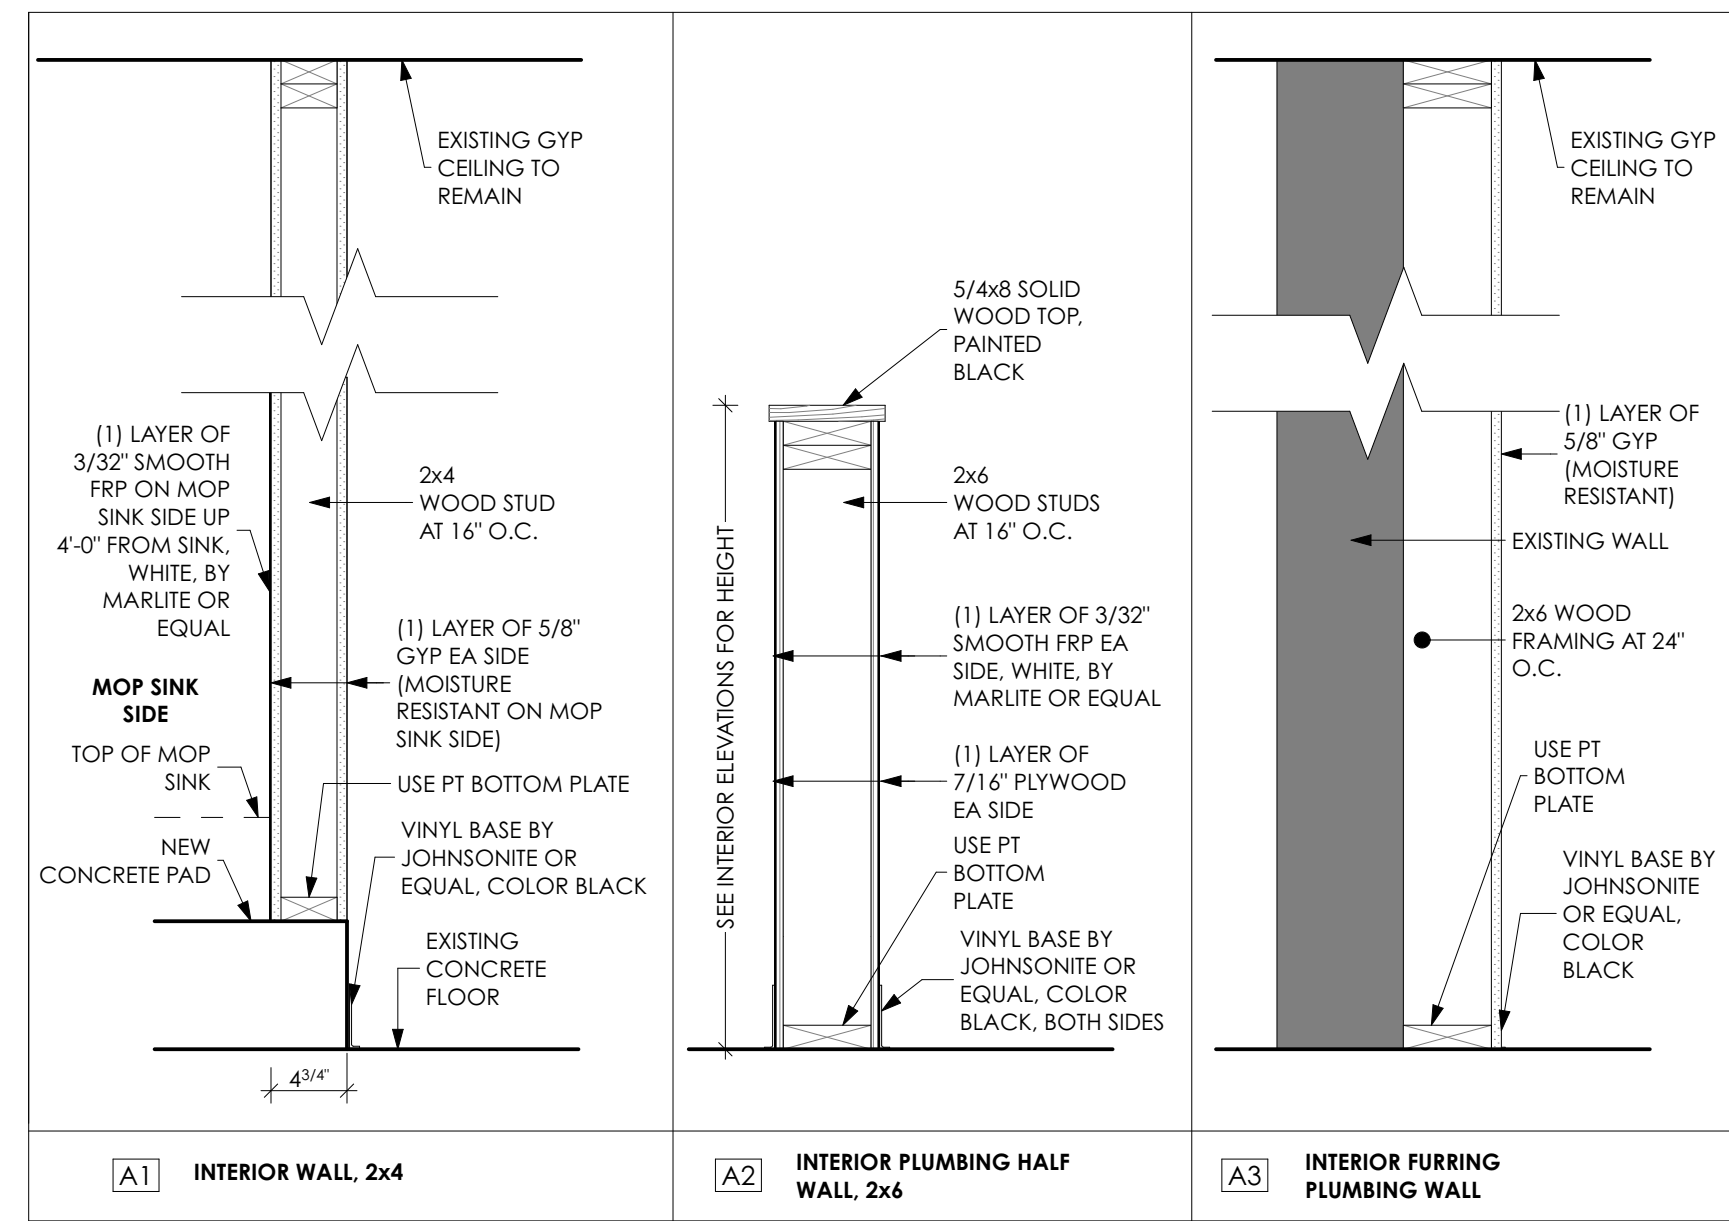 EXISTING GYP
CEILING TO
REMAIN
(1) LAYER OF
3/32" SMOOTH
FRP ON MOP
SINK SIDE UP
4'-0" FROM SINK,
WHITE, BY
MARLITE OR
EQUAL
2x4
WOOD STUD
AT 16" O.C.
MOP SINK
SIDE
(1) LAYER OF 5/8"
GYP EA SIDE
(MOISTURE
RESISTANT ON MOP
SINK SIDE)
TOP OF MOP
SINK
USE PT BOTTOM PLATE
NEW
CONCRETE PAD
VINYL BASE BY
JOHNSONITE OR
EQUAL, COLOR BLACK
EXISTING
CONCRETE
FLOOR
4 3/4"
A1
INTERIOR WALL, 2x4
5/4x8 SOLID
WOOD TOP,
PAINTED
BLACK
SEE INTERIOR ELEVATIONS FOR HEIGHT
2x6
WOOD STUDS
AT 16" O.C.
(1) LAYER OF 3/32"
SMOOTH FRP EA
SIDE, WHITE, BY
MARLITE OR EQUAL
(1) LAYER OF
7/16" PLYWOOD
EA SIDE
USE PT
BOTTOM
PLATE
VINYL BASE BY
JOHNSONITE OR
EQUAL, COLOR
BLACK, BOTH SIDES
A2
INTERIOR PLUMBING HALF
WALL, 2x6
EXISTING GYP
CEILING TO
REMAIN
(1) LAYER OF
5/8" GYP
(MOISTURE
RESISTANT)
EXISTING WALL
2x6 WOOD
FRAMING AT 24"
O.C.
USE PT
BOTTOM
PLATE
VINYL BASE BY
JOHNSONITE
OR EQUAL,
COLOR
BLACK
A3
INTERIOR FURRING
PLUMBING WALL